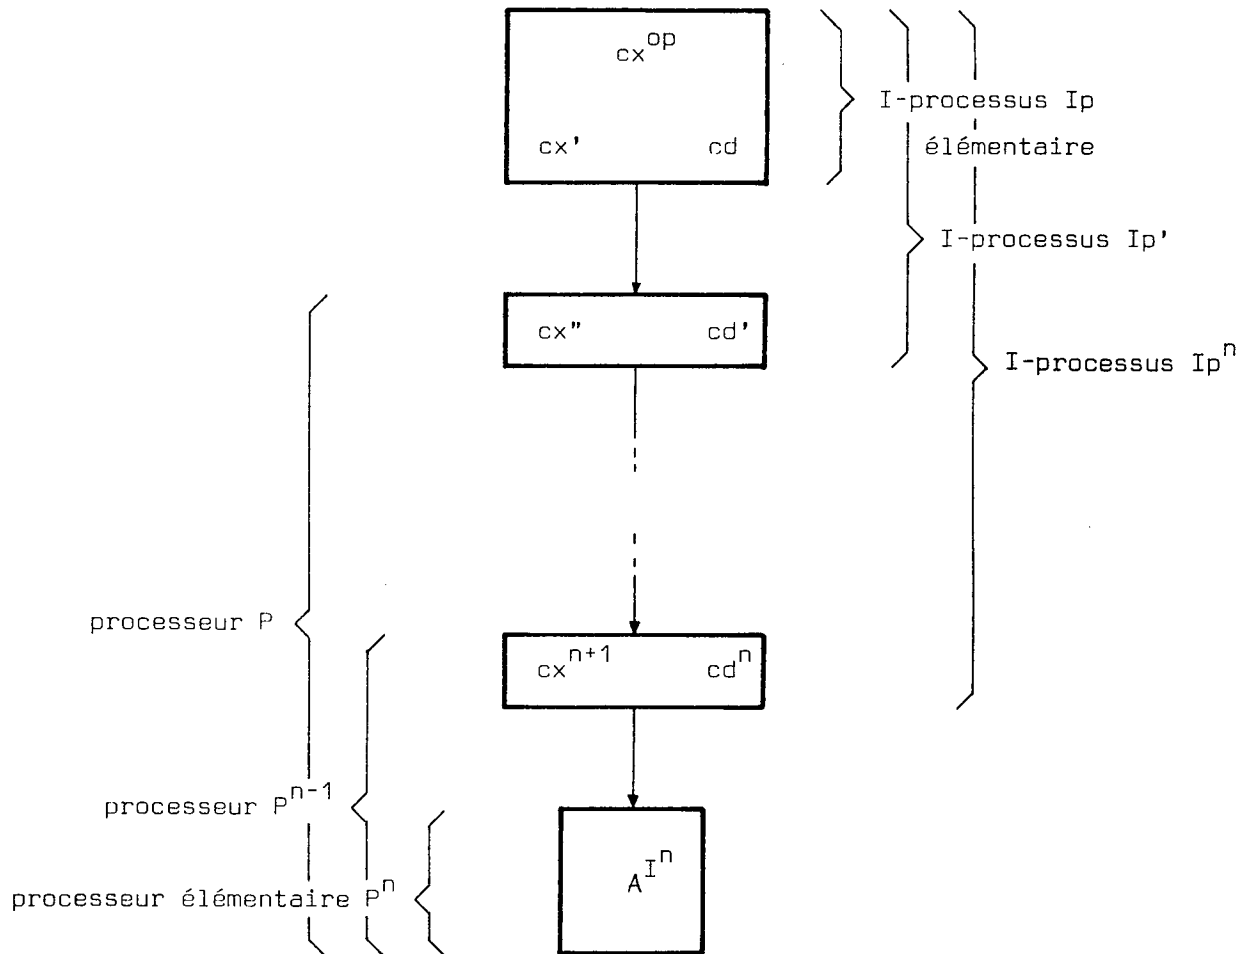 cx^op
cx' cd
I-processus Ip
élémentaire
I-processus Ip'
cx" cd'
I-processus Ip^n
processeur P
cx^n+1 cd^n
processeur P^n-1
A^I^n
processeur élémentaire P^n